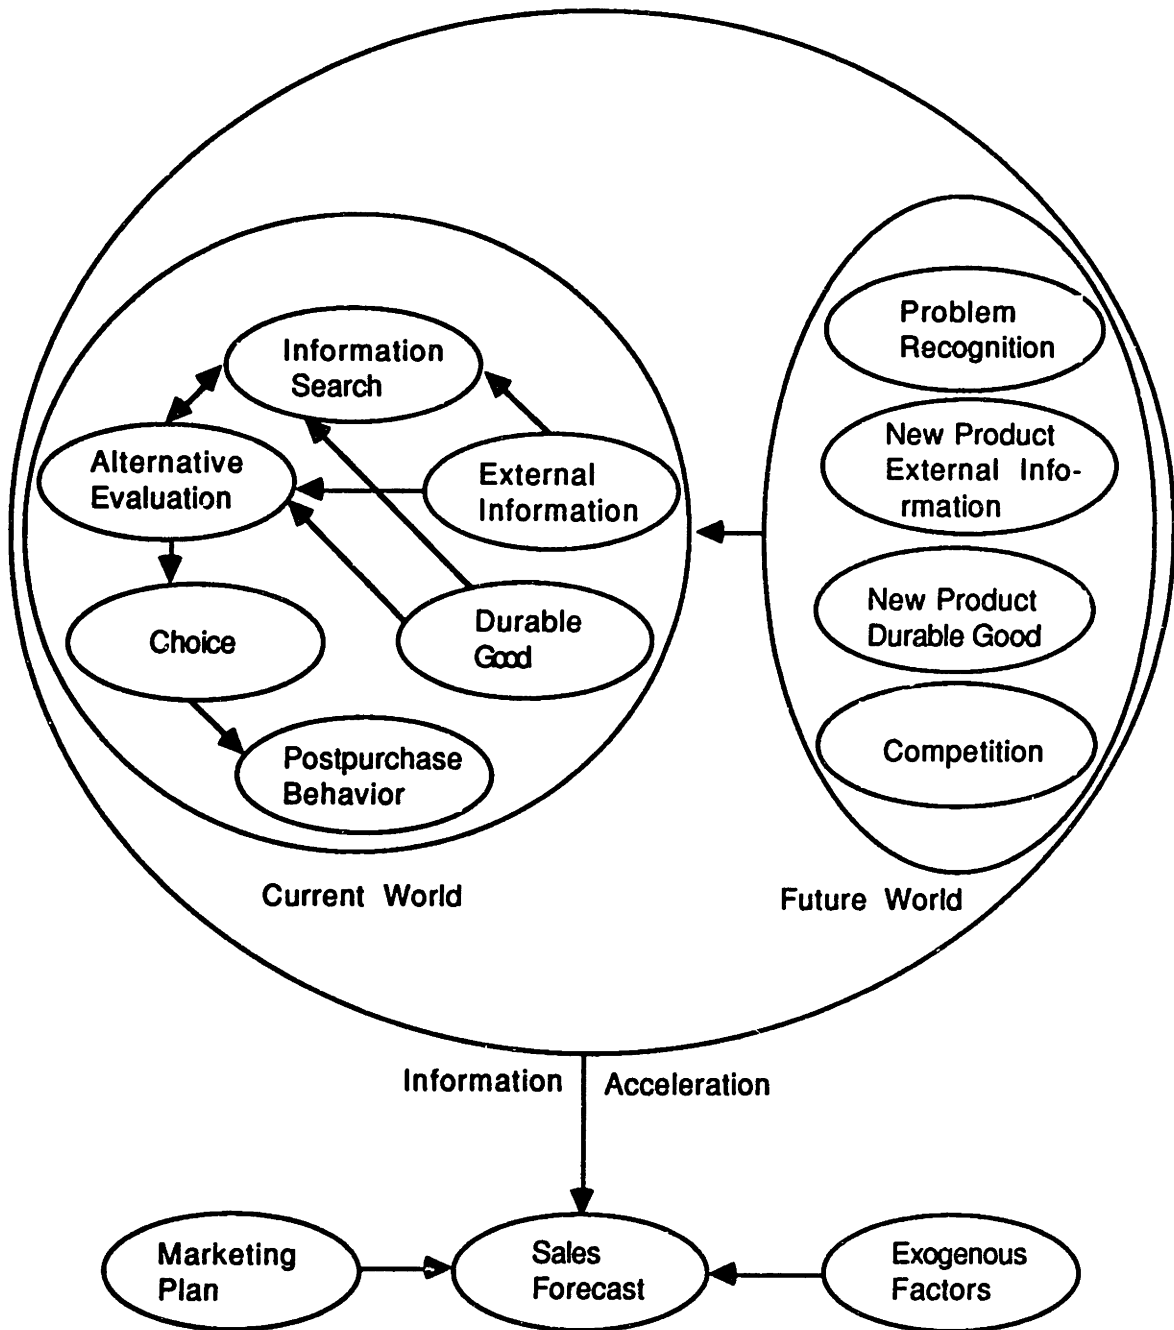 Information
Search
Alternative
Evaluation
External
Information
Choice
Durable
Good
Postpurchase
Behavior
Current World
Problem
Recognition
New Product
External Info-
rmation
New Product
Durable Good
Competition
Future World
Information Acceleration
Marketing
Plan
Sales
Forecast
Exogenous
Factors